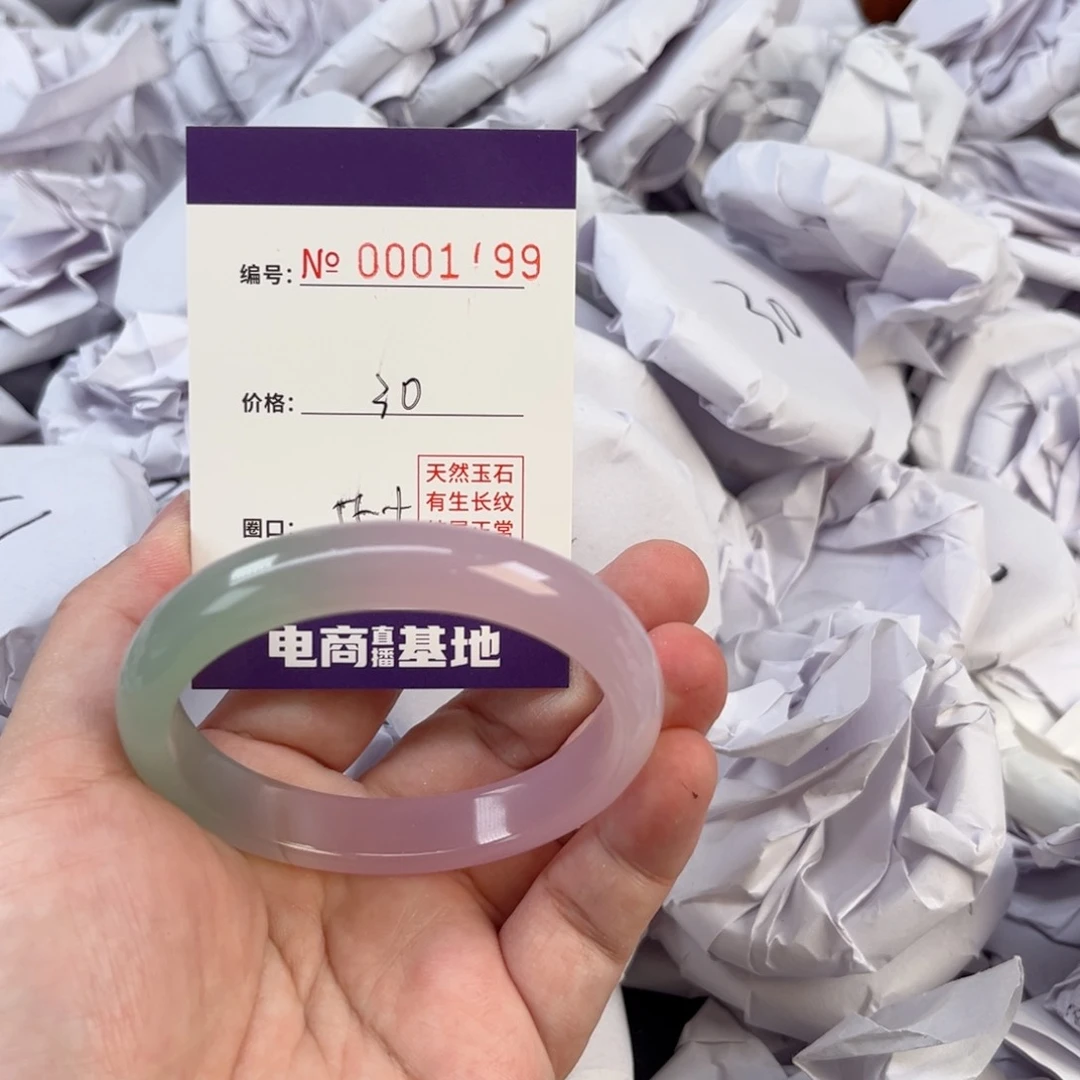 编号: № 0001'99
价格: 30
圈口:
天然玉石
有生长纹
电商直播基地
30